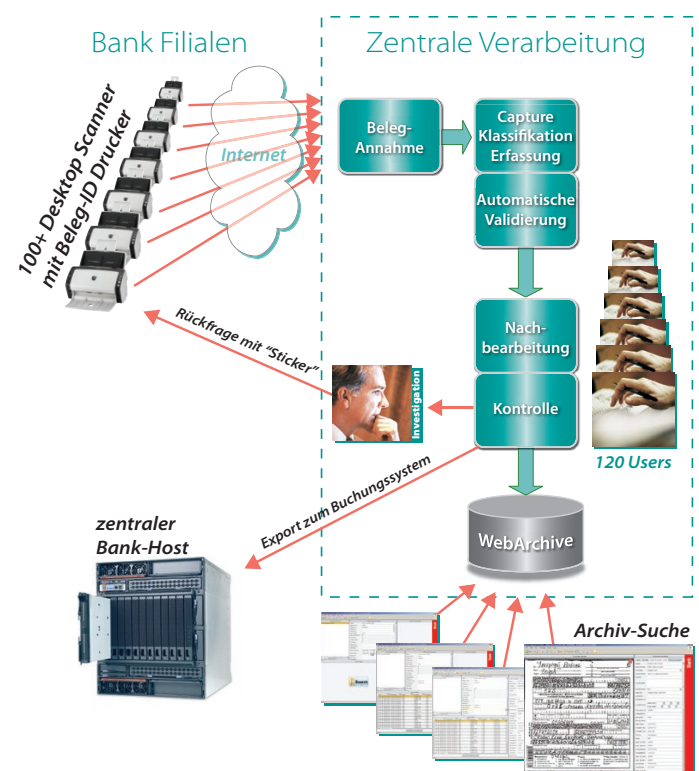 Bank Filialen
Zentrale Verarbeitung
100+ Desktop Scanner
mit Beleg-ID Drucker
Internet
Beleg-
Annahme
Capture
Klassifikation
Erfassung
Automatische
Validierung
Nach-
bearbeitung
Kontrolle
Rückfrage mit "Sticker"
Investigation
120 Users
Export zum Buchungssystem
zentraler
Bank-Host
WebArchive
Archiv-Suche